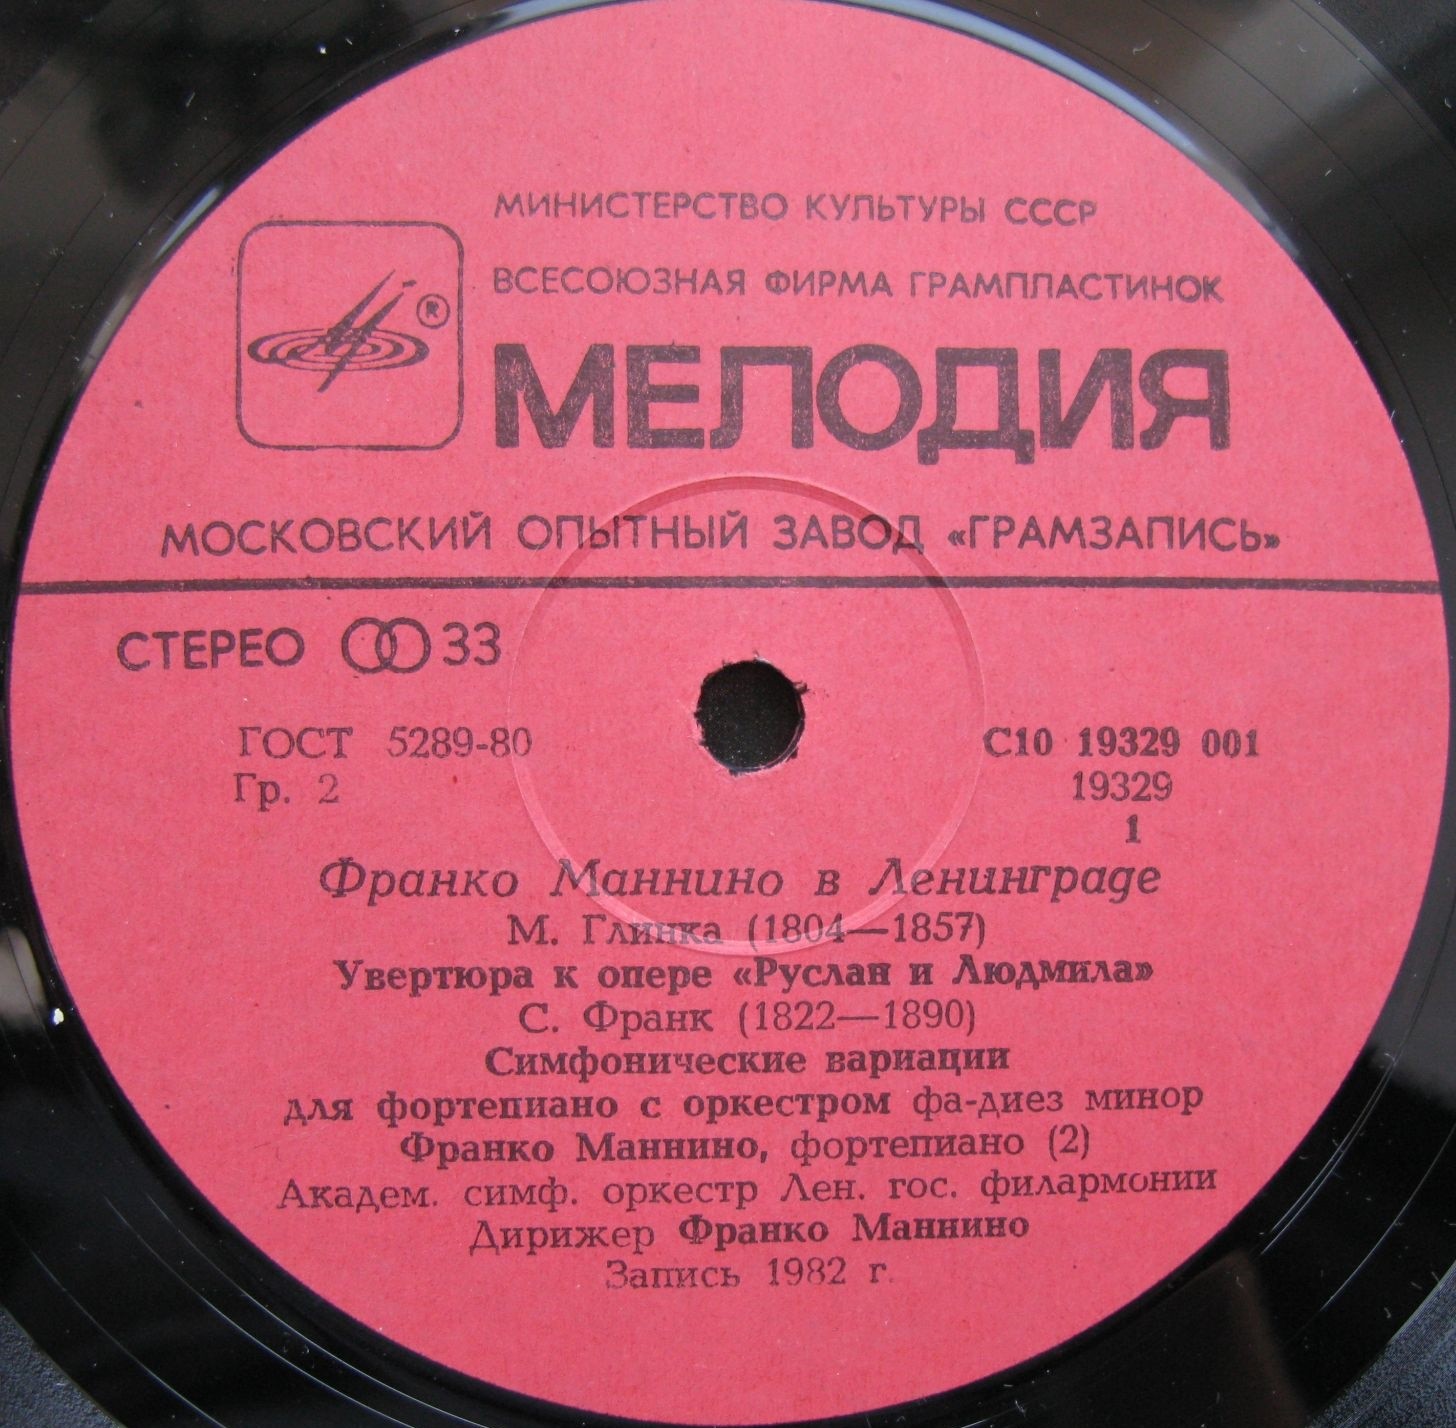 МИНИСТЕРСТВО КУЛЬТУРЫ СССР
ВСЕСОЮЗНАЯ ФИРМА ГРАМПЛАСТИНОК
®
МЕЛОДИЯ
МОСКОВСКИЙ ОПЫТНЫЙ ЗАВОД «ГРАМЗАПИСЬ»
СТЕРЕО 33
ГОСТ 5289-80 С10 19329 001
Гр. 2 19329
1
Франко Маннино в Ленинграде
М. Глинка (1804—1857)
Увертюра к опере «Руслан и Людмила»
С. Франк (1822—1890)
Симфонические вариации
для фортепиано с оркестром фа-диез минор
Франко Маннино, фортепиано (2)
Академ. симф. оркестр Лен. гос. филармонии
Дирижер Франко Маннино
Запись 1982 г.